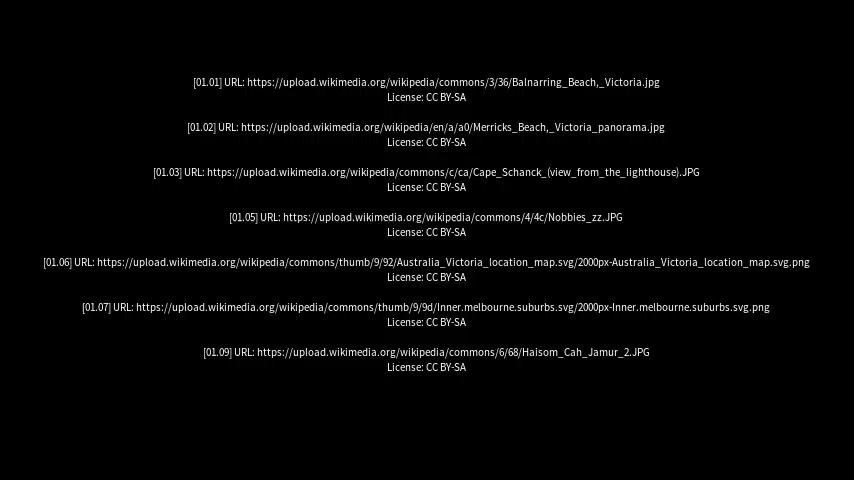 [01.01] URL: https://upload.wikimedia.org/wikipedia/commons/3/36/Balnarring_Beach,_Victoria.jpg
License: CC BY-SA
[01.02] URL: https://upload.wikimedia.org/wikipedia/en/a/a0/Merricks_Beach,_Victoria_panorama.jpg
License: CC BY-SA
[01.03] URL: https://upload.wikimedia.org/wikipedia/commons/c/ca/Cape_Schanck_(view_from_the_lighthouse).JPG
License: CC BY-SA
[01.05] URL: https://upload.wikimedia.org/wikipedia/commons/4/4c/Nobbies_zz.JPG
License: CC BY-SA
[01.06] URL: https://upload.wikimedia.org/wikipedia/commons/thumb/9/92/Australia_Victoria_location_map.svg/2000px-Australia_Victoria_location_map.svg.png
License: CC BY-SA
[01.07] URL: https://upload.wikimedia.org/wikipedia/commons/thumb/9/9d/Inner.melbourne.suburbs.svg/2000px-Inner.melbourne.suburbs.svg.png
License: CC BY-SA
[01.09] URL: https://upload.wikimedia.org/wikipedia/commons/6/68/Haisom_Cah_Jamur_2.JPG
License: CC BY-SA